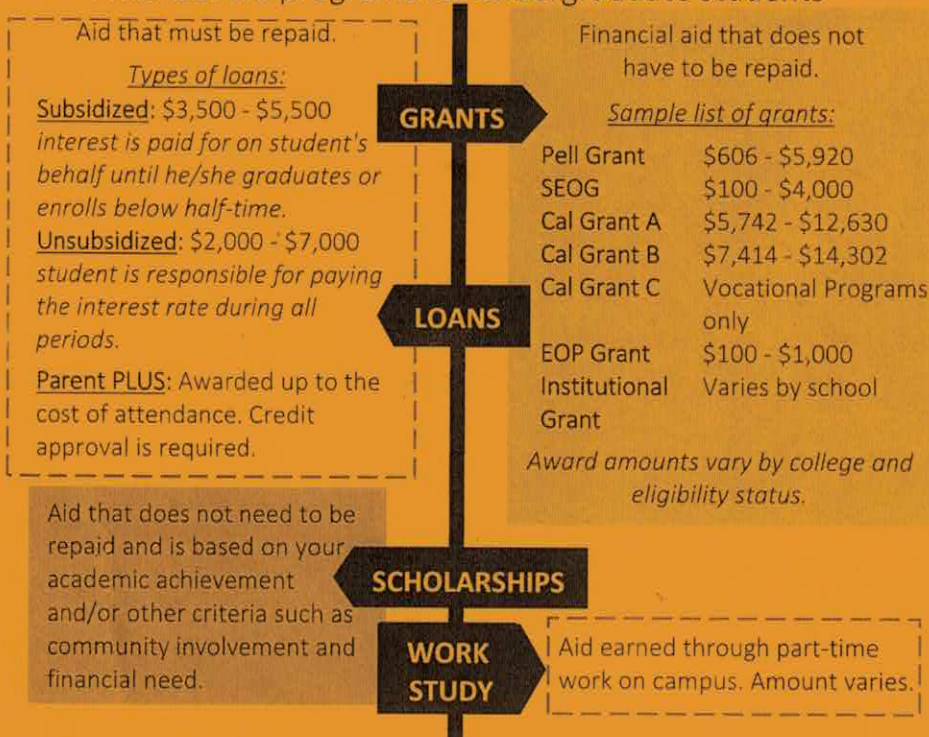 programs for undergraduate students
Aid that must be repaid.
Types of loans:
Subsidized: $3,500 - $5,500
interest is paid for on student's
behalf until he/she graduates or
enrolls below half-time.
Unsubsidized: $2,000 - $7,000
student is responsible for paying
the interest rate during all
periods.
Parent PLUS: Awarded up to the
cost of attendance. Credit
approval is required.
GRANTS
Financial aid that does not
have to be repaid.
Sample list of grants:
Pell Grant $606 - $5,920
SEOG $100 - $4,000
Cal Grant A $5,742 - $12,630
Cal Grant B $7,414 - $14,302
Cal Grant C Vocational Programs
only
EOP Grant $100 - $1,000
Institutional Varies by school
Grant
Award amounts vary by college and
eligibility status.
LOANS
Aid that does not need to be
repaid and is based on your
academic achievement
and/or other criteria such as
community involvement and
financial need.
SCHOLARSHIPS
WORK
STUDY
Aid earned through part-time
work on campus. Amount varies.